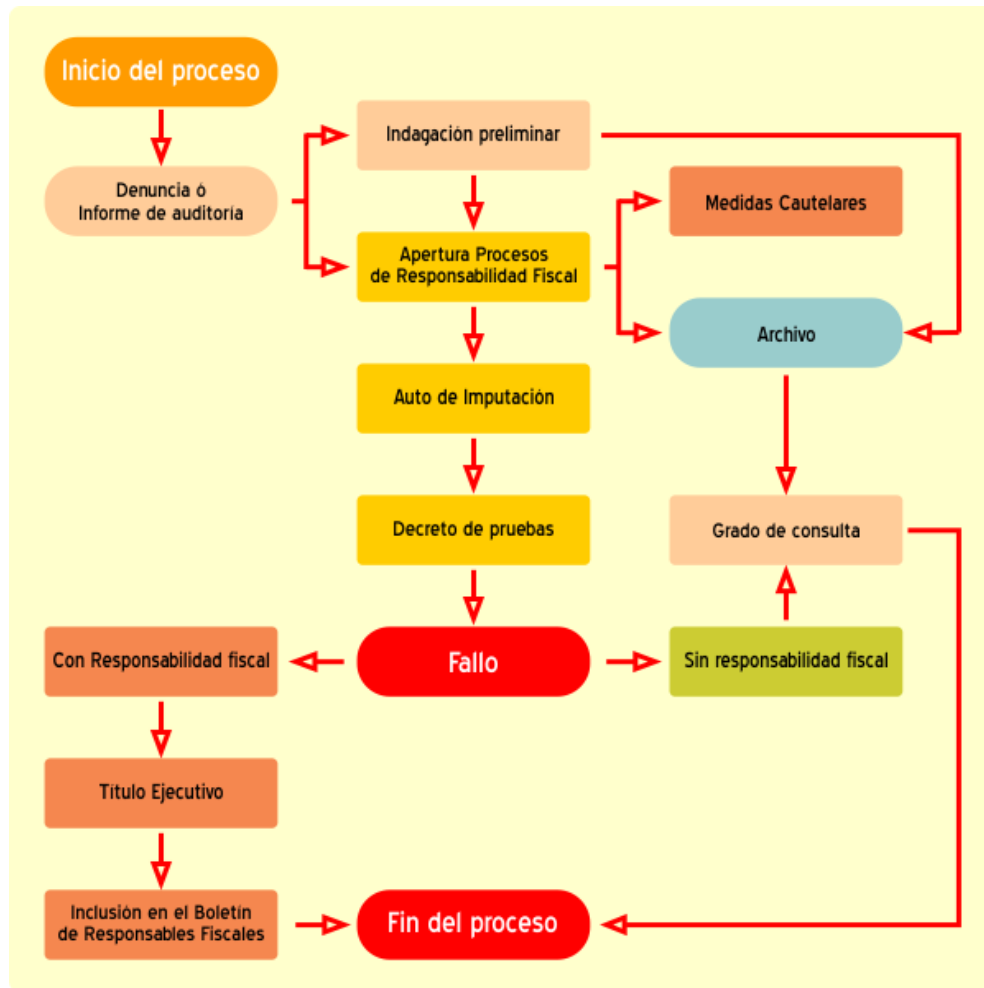 Inicio del proceso
Denuncia ó
Informe de auditoría
Indagación preliminar
Medidas Cautelares
Apertura Procesos
de Responsabilidad Fiscal
Archivo
Auto de Imputación
Decreto de pruebas
Grado de consulta
Con Responsabilidad fiscal
Fallo
Sin responsabilidad fiscal
Título Ejecutivo
Inclusión en el Boletín
de Responsables Fiscales
Fin del proceso